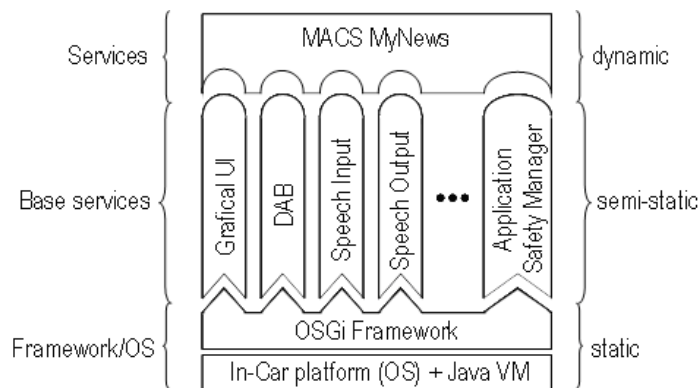 MACS MyNews
Services
dynamic
Base services
Grafical UI
DAB
Speech Input
Speech Output
Application
Safety Manager
semi-static
OSGi Framework
Framework/OS
static
In-Car platform (OS) + Java VM